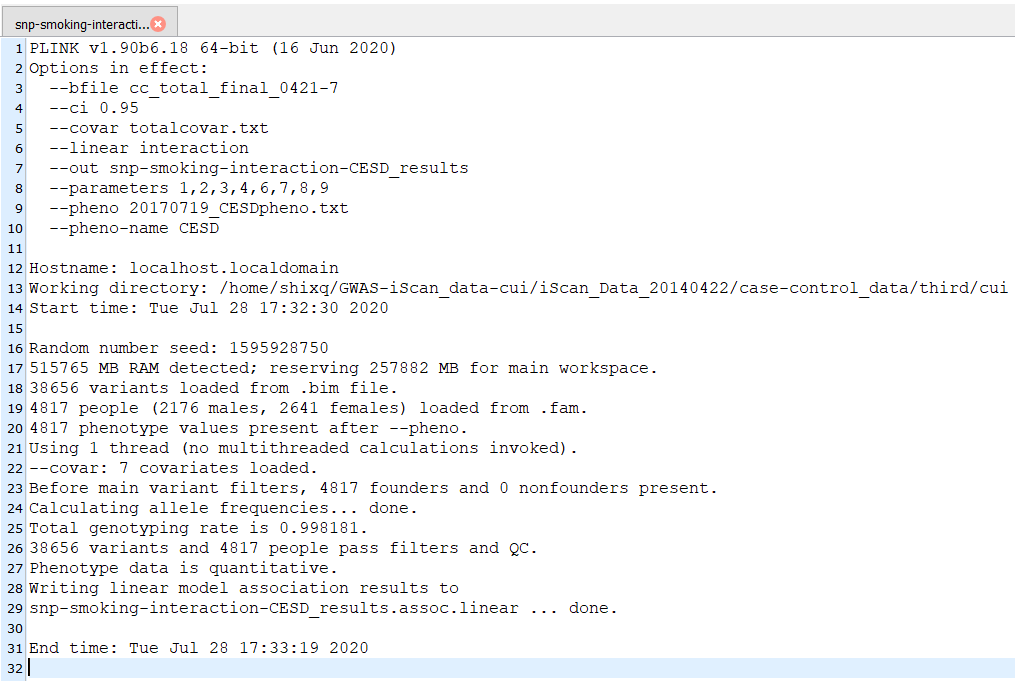 snp-smoking-interacti...
1 PLINK v1.90b6.18 64-bit (16 Jun 2020)
2 Options in effect:
3 --bfile cc_total_final_0421-7
4 --ci 0.95
5 --covar totalcovar.txt
6 --linear interaction
7 --out snp-smoking-interaction-CESD_results
8 --parameters 1,2,3,4,6,7,8,9
9 --pheno 20170719_CESDpheno.txt
10 --pheno-name CESD
11
12 Hostname: localhost.localdomain
13 Working directory: /home/shixq/GWAS-iScan_data-cui/iScan_Data_20140422/case-control_data/third/cui
14 Start time: Tue Jul 28 17:32:30 2020
15
16 Random number seed: 1595928750
17 515765 MB RAM detected; reserving 257882 MB for main workspace.
18 38656 variants loaded from .bim file.
19 4817 people (2176 males, 2641 females) loaded from .fam.
20 4817 phenotype values present after --pheno.
21 Using 1 thread (no multithreaded calculations invoked).
22 --covar: 7 covariates loaded.
23 Before main variant filters, 4817 founders and 0 nonfounders present.
24 Calculating allele frequencies... done.
25 Total genotyping rate is 0.998181.
26 38656 variants and 4817 people pass filters and QC.
27 Phenotype data is quantitative.
28 Writing linear model association results to
29 snp-smoking-interaction-CESD_results.assoc.linear ... done.
30
31 End time: Tue Jul 28 17:33:19 2020
32